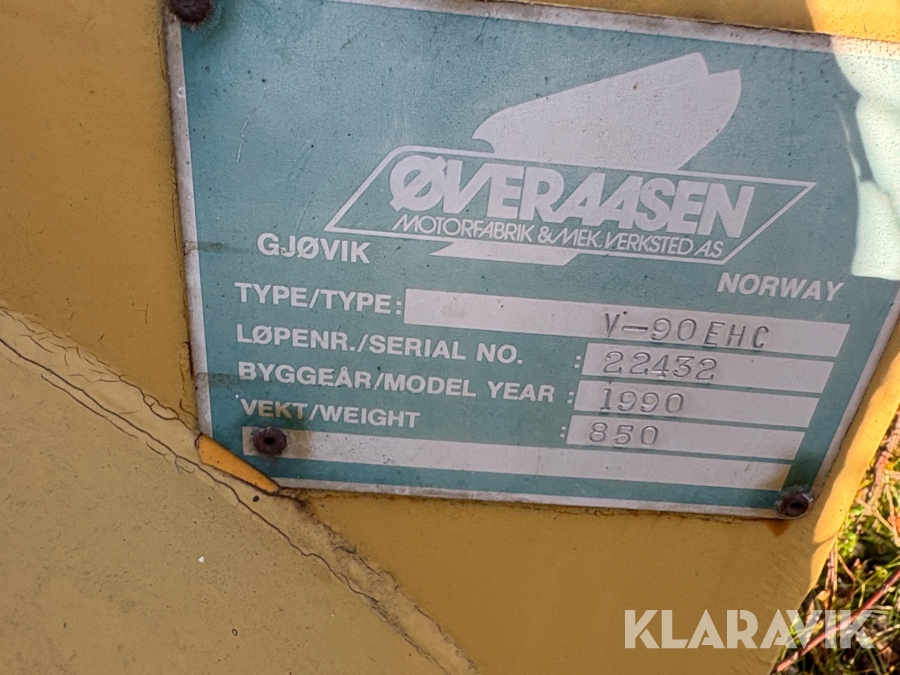 ØVERAASEN
MOTORFABRIK & MEK. VERKSTED A.S
GJØVIK
NORWAY
TYPE/TYPE: V-90EHC
LØPENR./SERIAL NO. : 22432
BYGGEÅR/MODEL YEAR : 1990
VEKT/WEIGHT : 850
KLARAVIK